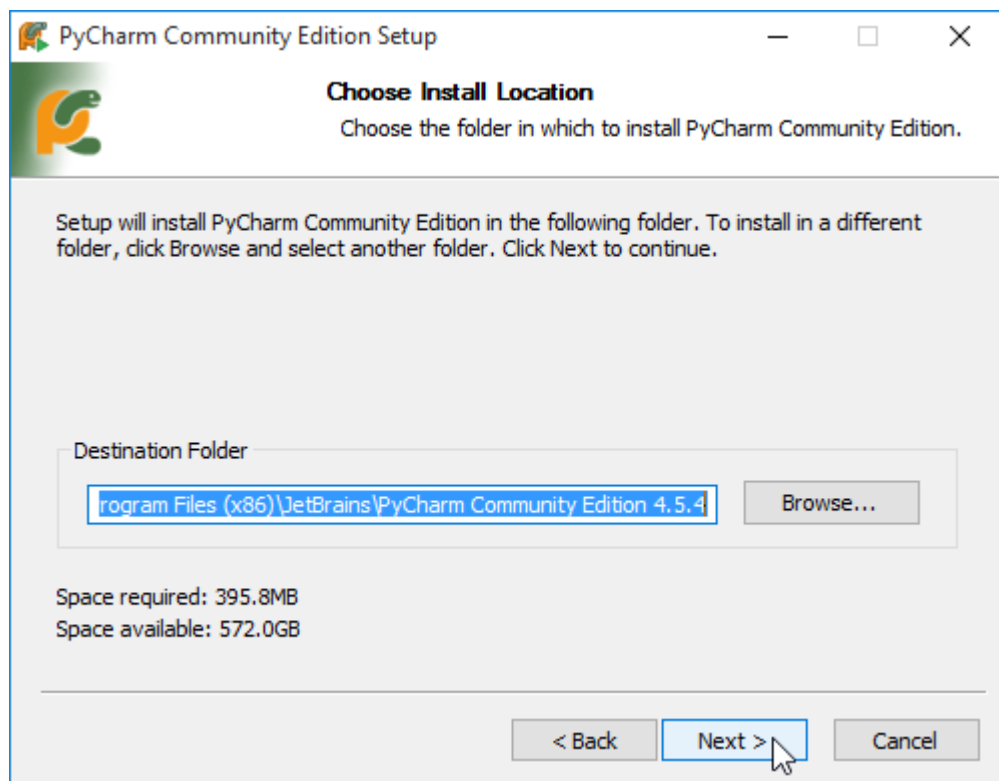 PyCharm Community Edition Setup
Choose Install Location
Choose the folder in which to install PyCharm Community Edition.
Setup will install PyCharm Community Edition in the following folder. To install in a different
folder, click Browse and select another folder. Click Next to continue.
Destination Folder
rogram Files (x86)\JetBrains\PyCharm Community Edition 4.5.4
Browse...
Space required: 395.8MB
Space available: 572.0GB
< Back
Next >
Cancel